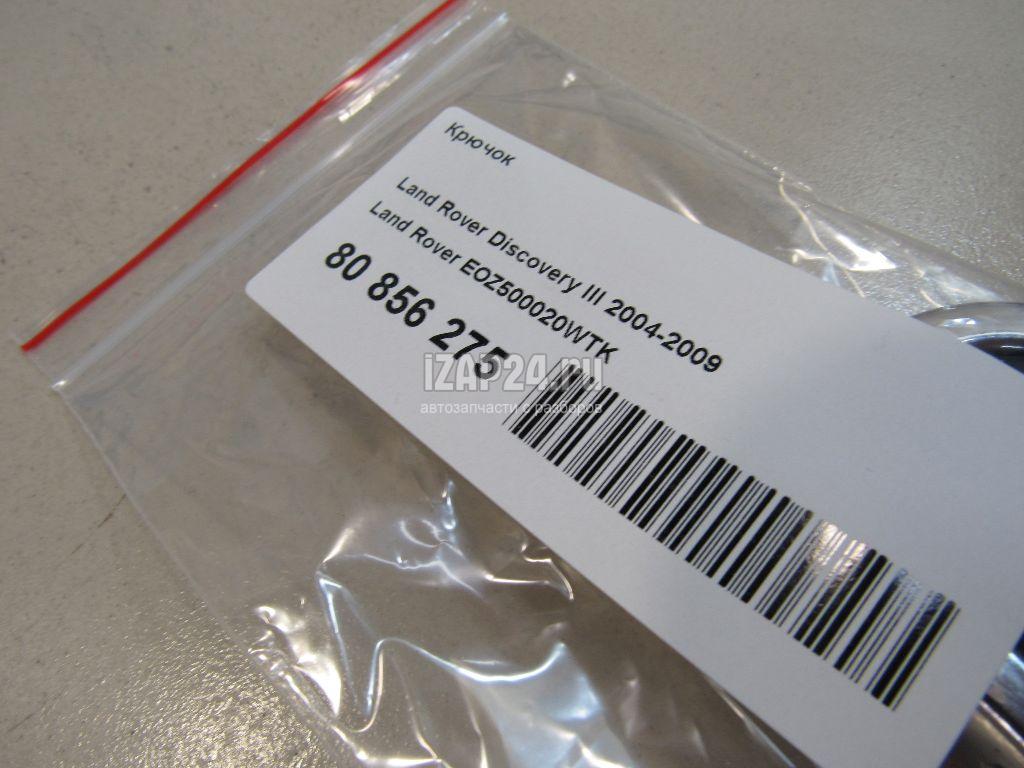 Крючок
Land Rover Discovery III 2004-2009
Land Rover EOZ500020WTK
80 856 275
iZAP24.ru
автозапчасти с разборов